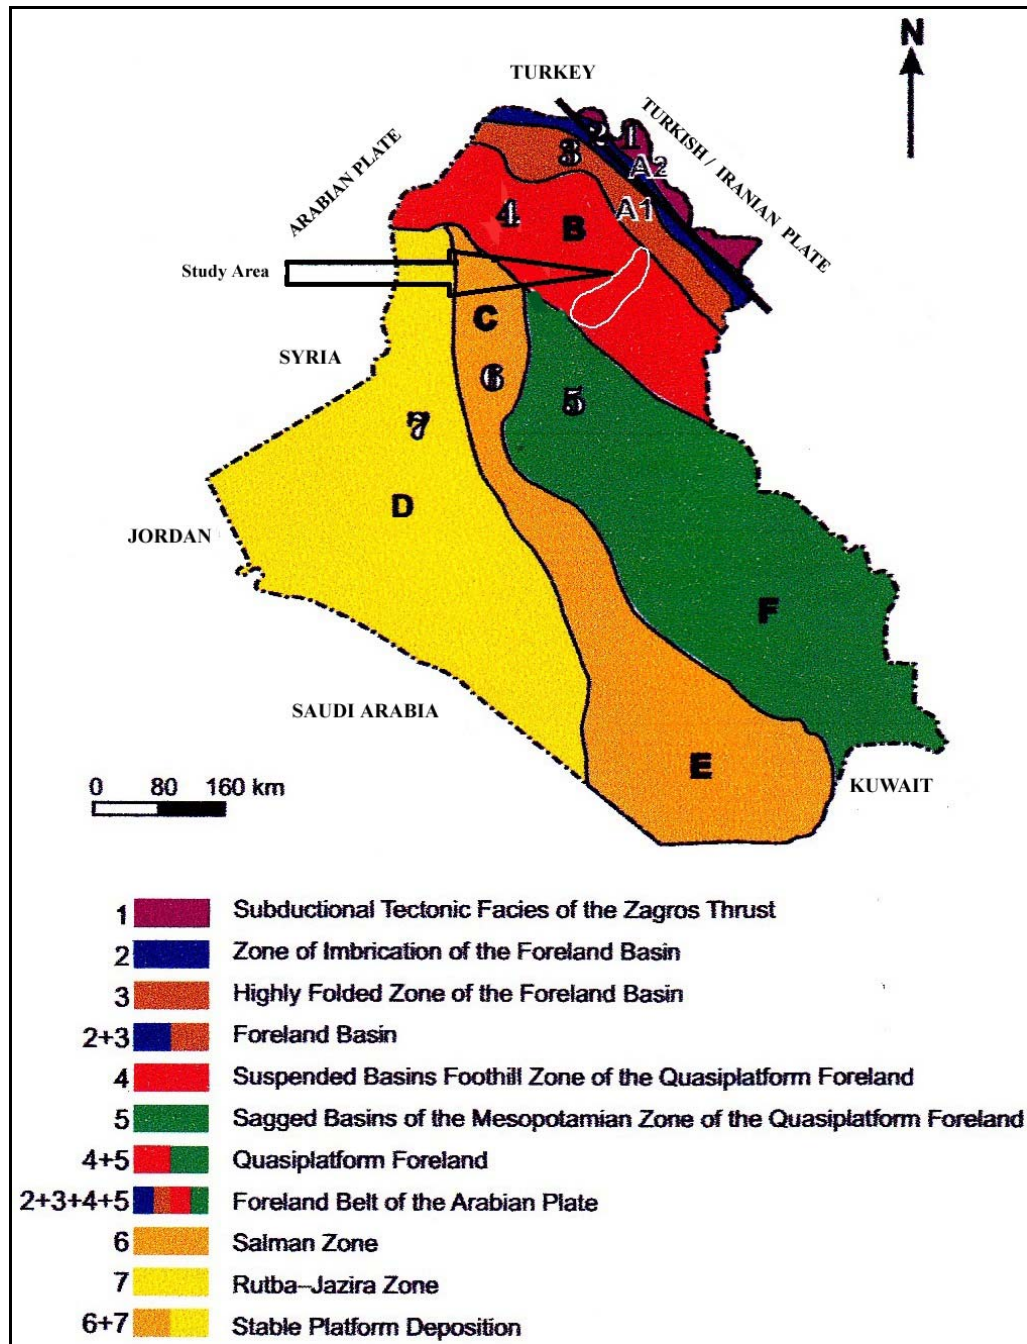 N
TURKEY
TURKISH / IRANIAN PLATE
ARABIAN PLATE
2 1
3
A2
A1
4
B
Study Area
C
SYRIA
6
5
7
D
JORDAN
F
SAUDI ARABIA
E
KUWAIT
0 80 160 km
1 Subductional Tectonic Facies of the Zagros Thrust
2 Zone of Imbrication of the Foreland Basin
3 Highly Folded Zone of the Foreland Basin
2+3 Foreland Basin
4 Suspended Basins Foothill Zone of the Quasiplatform Foreland
5 Sagged Basins of the Mesopotamian Zone of the Quasiplatform Foreland
4+5 Quasiplatform Foreland
2+3+4+5 Foreland Belt of the Arabian Plate
6 Salman Zone
7 Rutba–Jazira Zone
6+7 Stable Platform Deposition